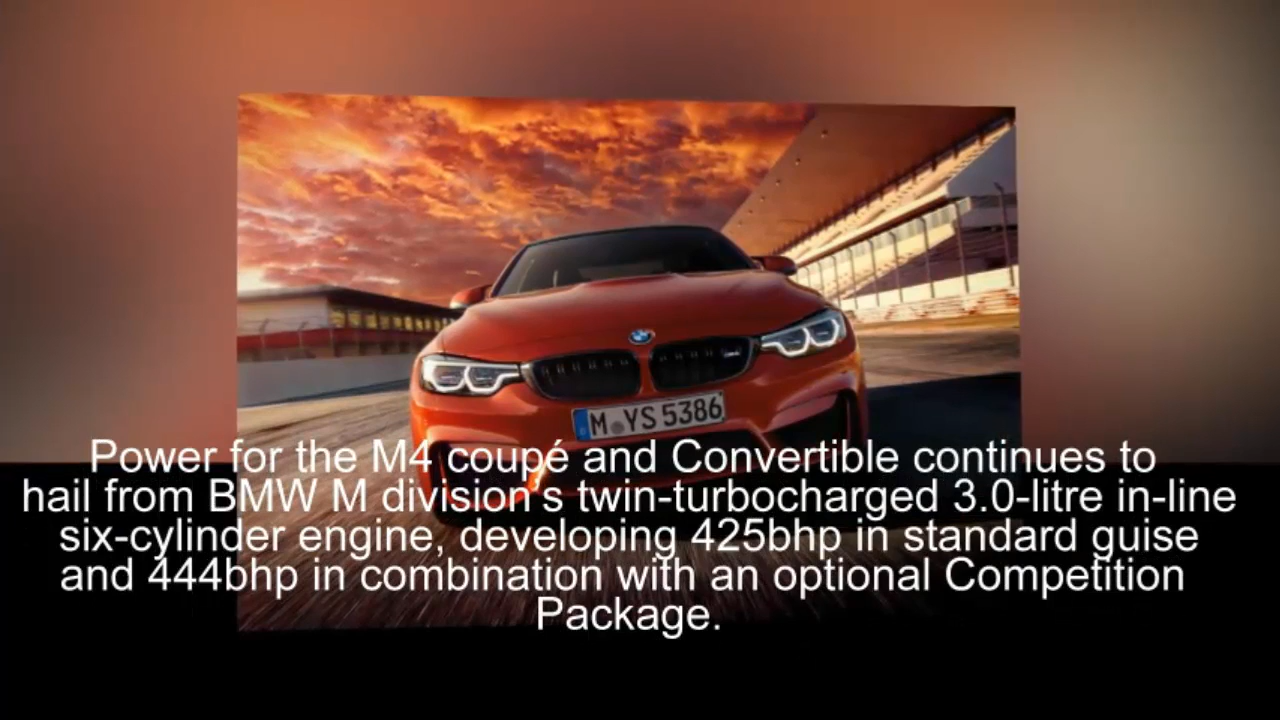 M YS 5386
Power for the M4 coupé and Convertible continues to
hail from BMW M division's twin-turbocharged 3.0-litre in-line
six-cylinder engine, developing 425bhp in standard guise
and 444bhp in combination with an optional Competition
Package.